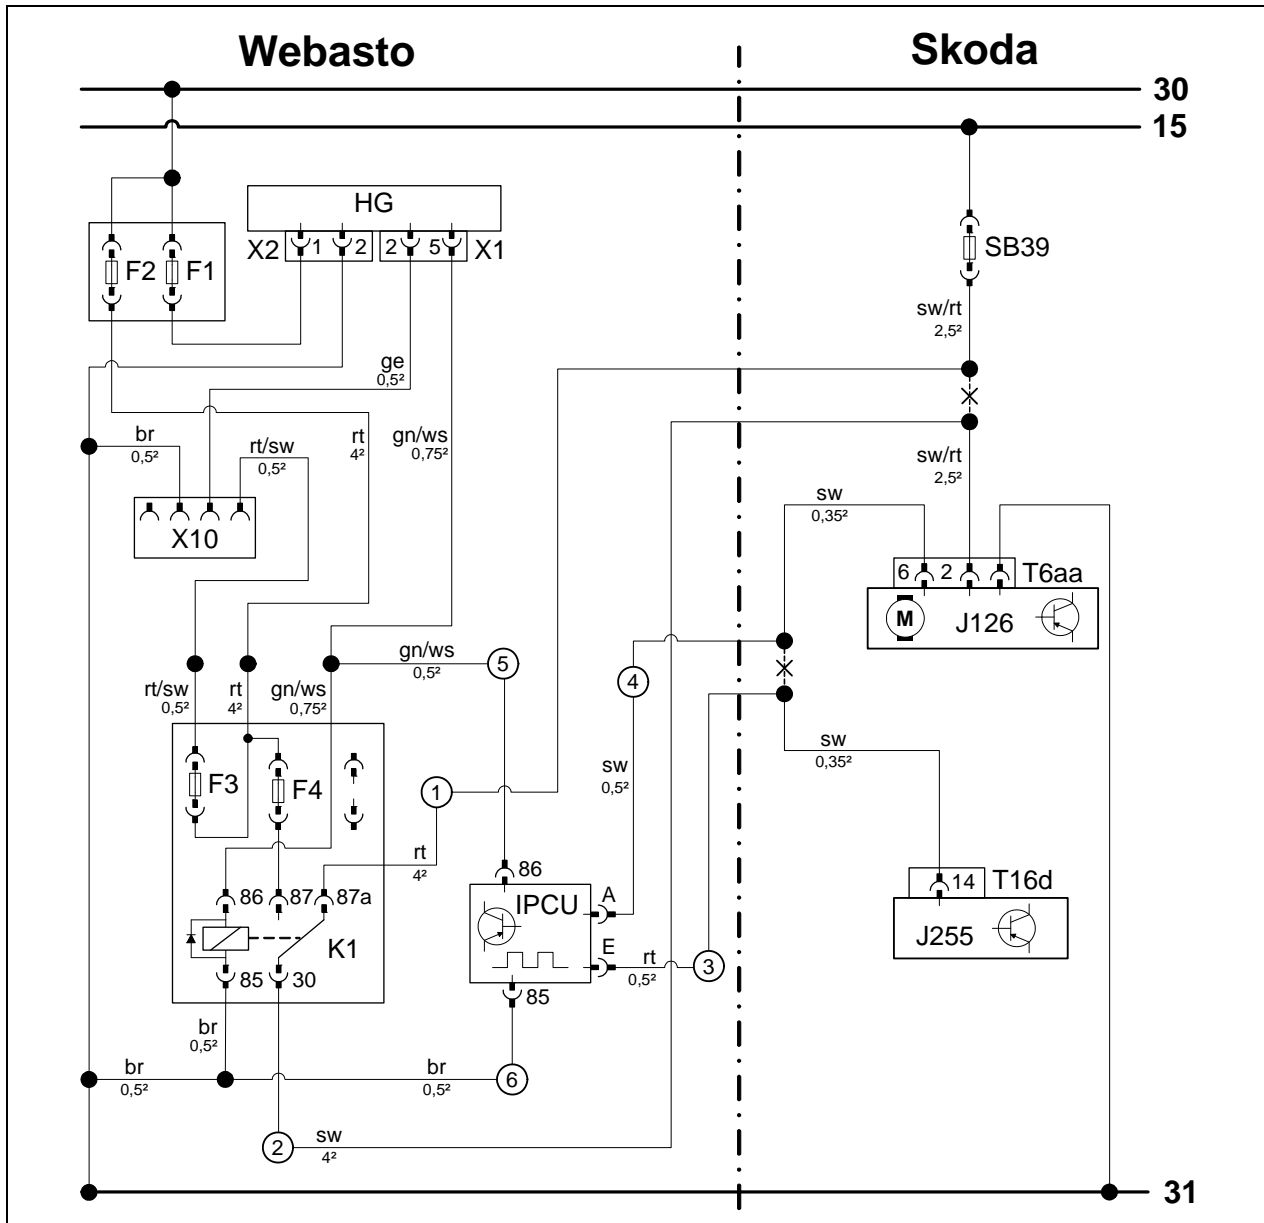 Webasto
Skoda
30
15
HG
X2
1
2
2
5
X1
F2
F1
SB39
sw/rt
2,5²
ge
0,5²
br
0,5²
rt/sw
0,5²
rt
4²
gn/ws
0,75²
sw/rt
2,5²
sw
0,35²
X10
6
2
T6aa
M
J126
gn/ws
0,5²
5
4
rt/sw
0,5²
rt
4²
gn/ws
0,75²
sw
0,35²
sw
0,5²
F3
F4
1
rt
4²
86
14
T16d
86
87
87a
IPCU
A
J255
K1
E
rt
0,5²
3
85
30
85
br
0,5²
br
0,5²
br
0,5²
6
2
sw
4²
31